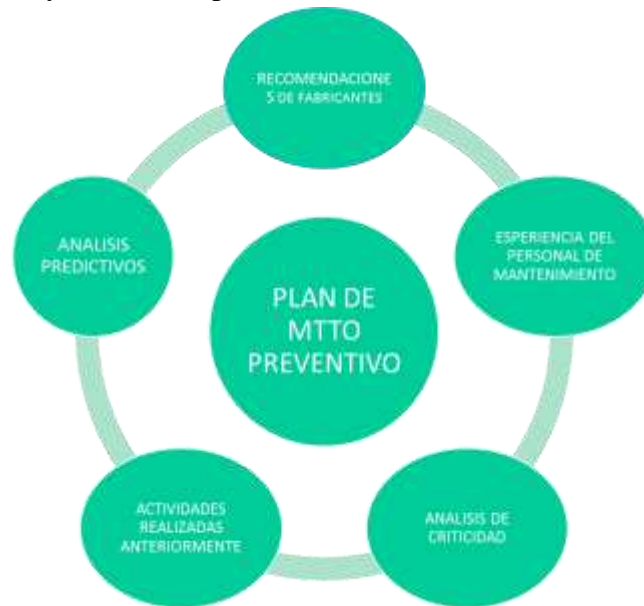 RECOMENDACIONE
S DE FABRICANTES
ESPERIENCIA DEL
PERSONAL DE
MANTENIMIENTO
ANALISIS DE
CRITICIDAD
ACTIVIDADES
REALIZADAS
ANTERIORMENTE
ANALISIS
PREDICTIVOS
PLAN DE
MTTO
PREVENTIVO